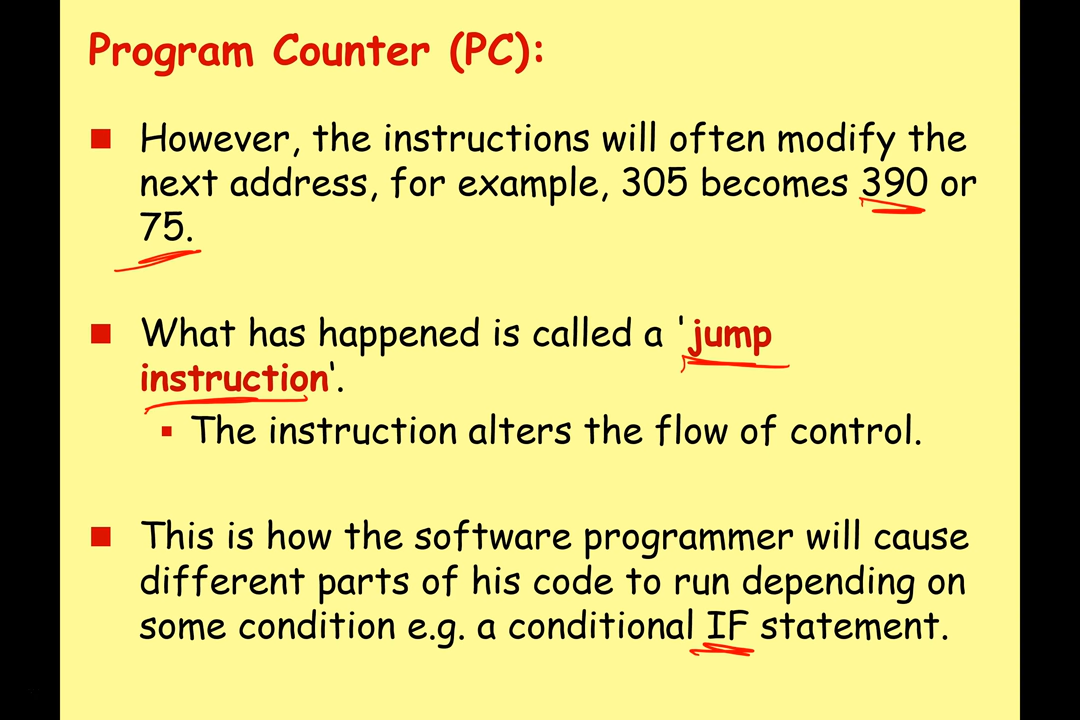 Program Counter (PC):
However, the instructions will often modify the
next address, for example, 305 becomes 390 or
75.
What has happened is called a 'jump
instruction'.
The instruction alters the flow of control.
This is how the software programmer will cause
different parts of his code to run depending on
some condition e.g. a conditional IF statement.